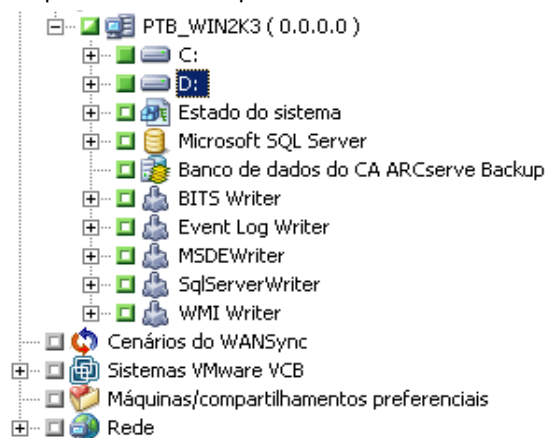 PTB_WIN2K3 ( 0.0.0.0 )
C:
D:
Estado do sistema
Microsoft SQL Server
Banco de dados do CA ARCserve Backup
BITS Writer
Event Log Writer
MSDEWriter
SqlServerWriter
WMI Writer
Cenários do WANSync
Sistemas VMware VCB
Máquinas/compartilhamentos preferenciais
Rede